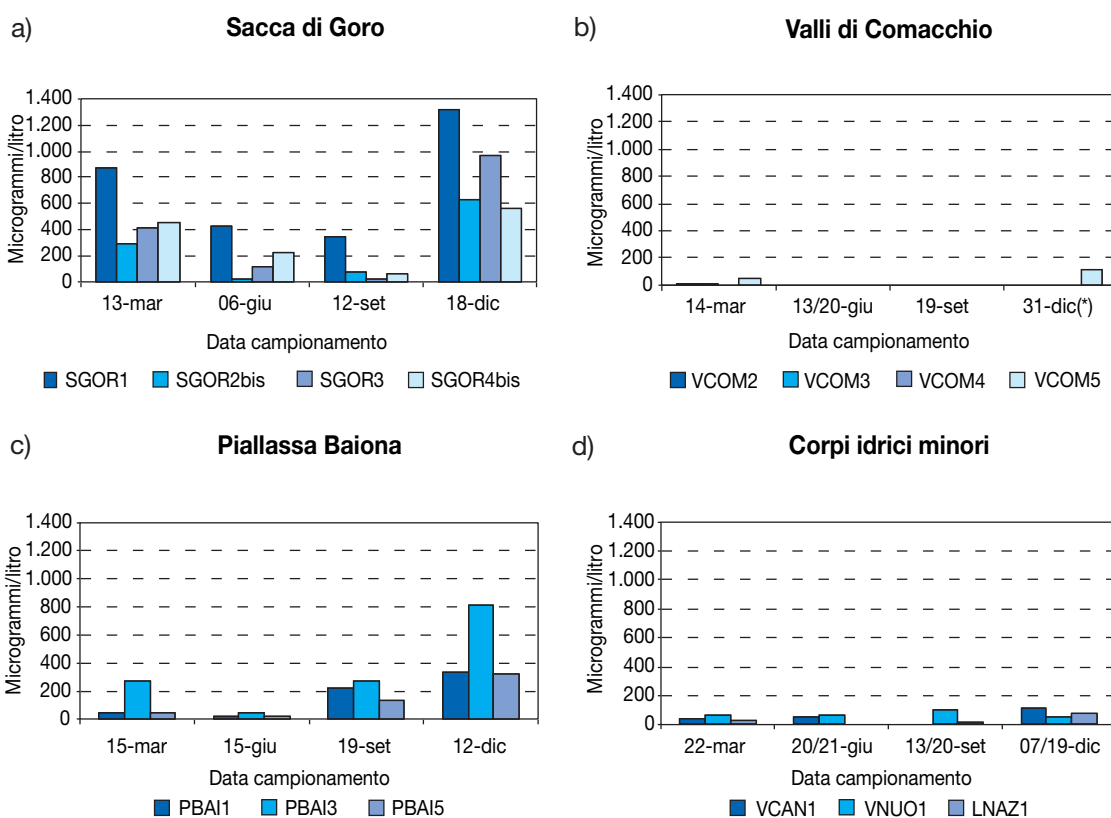 a) Sacca di Goro
Microgrammi/litro
1.400
1.200
1.000
800
600
400
200
0
13-mar 06-giu 12-set 18-dic
Data campionamento
SGOR1 SGOR2bis SGOR3 SGOR4bis
b) Valli di Comacchio
Microgrammi/litro
1.400
1.200
1.000
800
600
400
200
0
14-mar 13/20-giu 19-set 31-dic(*)
Data campionamento
VCOM2 VCOM3 VCOM4 VCOM5
c) Piallassa Baiona
Microgrammi/litro
1.400
1.200
1.000
800
600
400
200
0
15-mar 15-giu 19-set 12-dic
Data campionamento
PBAI1 PBAI3 PBAI5
d) Corpi idrici minori
Microgrammi/litro
1.400
1.200
1.000
800
600
400
200
0
22-mar 20/21-giu 13/20-set 07/19-dic
Data campionamento
VCAN1 VNUO1 LNAZ1